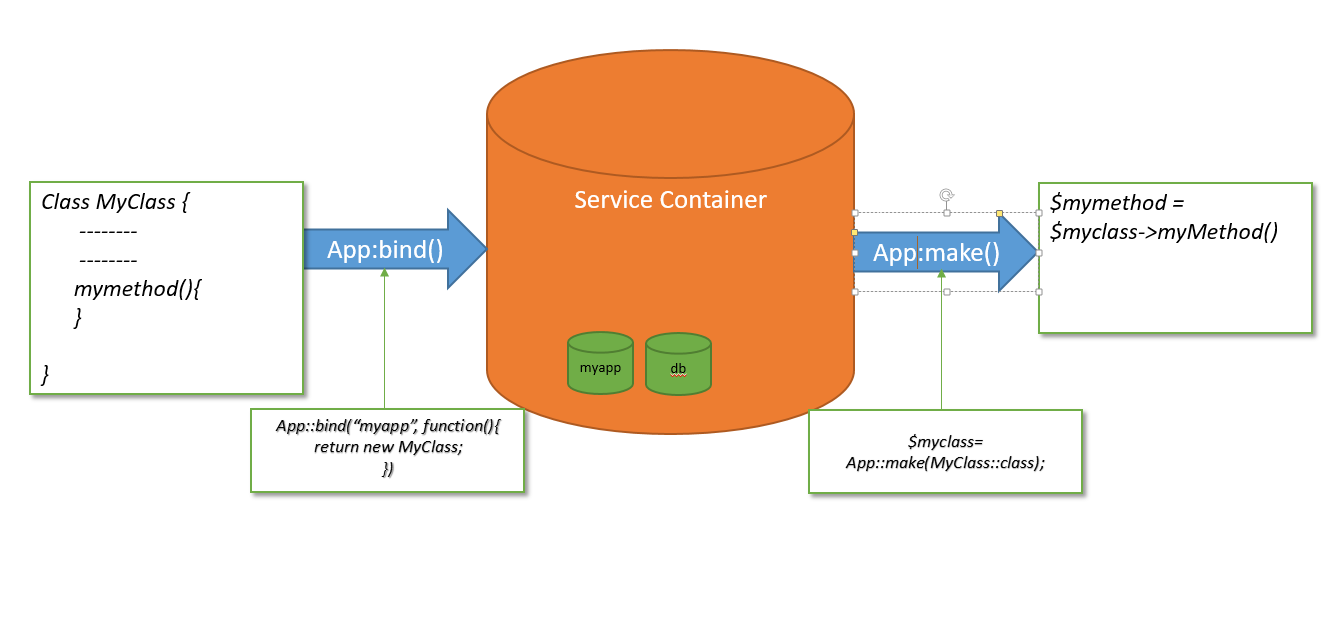 Service Container
Class MyClass {
--------
--------
mymethod(){
}
}
App:bind()
App:make()
$mymethod =
$myclass->myMethod()
myapp
db
App::bind(“myapp”, function(){
return new MyClass;
})
$myclass=
App::make(MyClass::class);